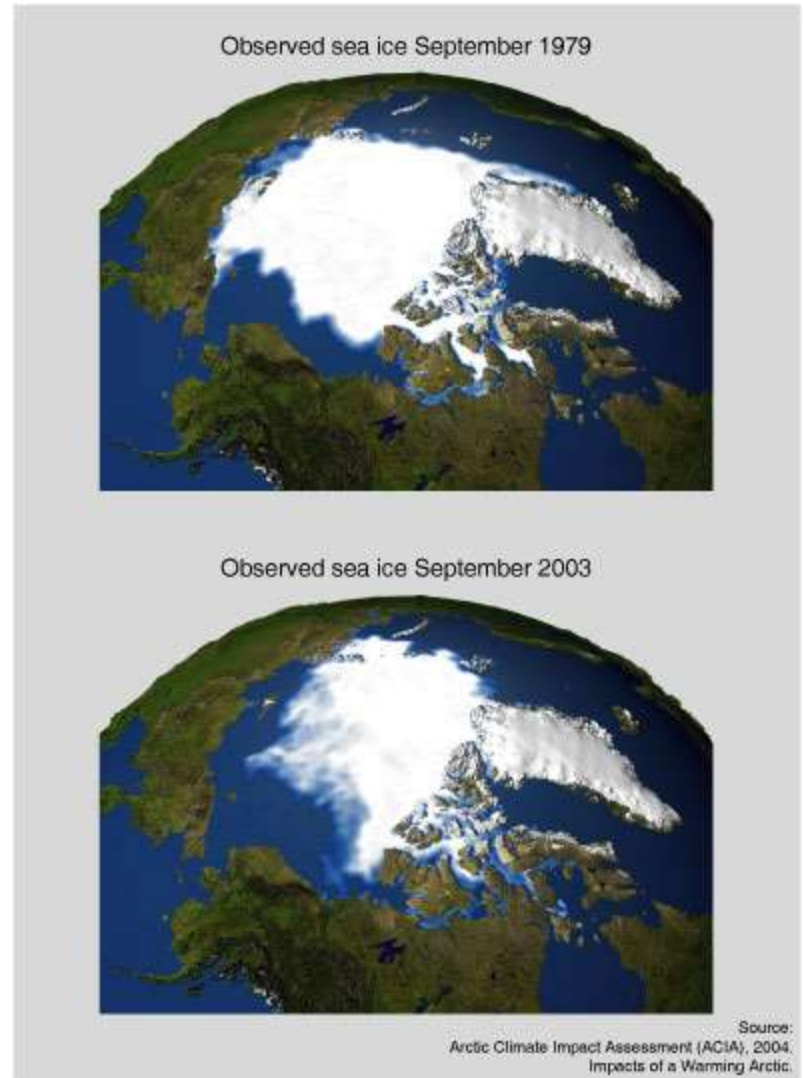 Observed sea ice September 1979
Observed sea ice September 2003
Source:
Arctic Climate Impact Assessment (ACIA), 2004.
Impacts of a Warming Arctic.